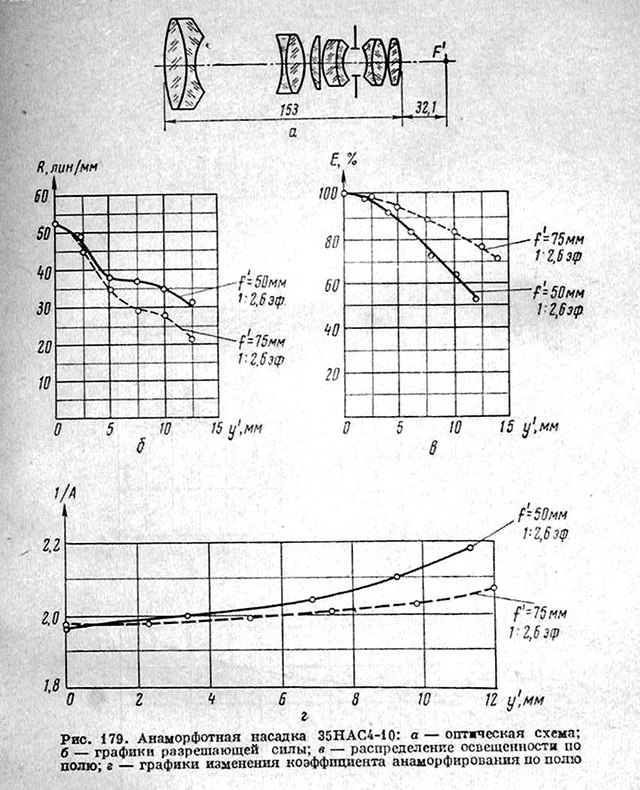 F'
153
32,1
а
R, лин/мм
60
50
40
30
20
10
0
5
10
15 y', мм
f'=50мм
1:2,6 эф.
f'=75мм
1:2,6 эф
б
E, %
100
80
60
40
20
0
5
10
15 y', мм
f'=75мм
1:2,6 эф
f'=50мм
1:2,6 эф.
в
1/A
2,2
2,0
1,8
0
2
4
6
8
10
12 y', мм
f'=50мм
1:2,6 эф
f'=75мм
1:2,6 эф
г
Рис. 179. Анаморфотная насадка 35НАС4-10: а — оптическая схема;
б — графики разрешающей силы; в — распределение освещенности по
полю; г — графики изменения коэффициента анаморфирования по полю